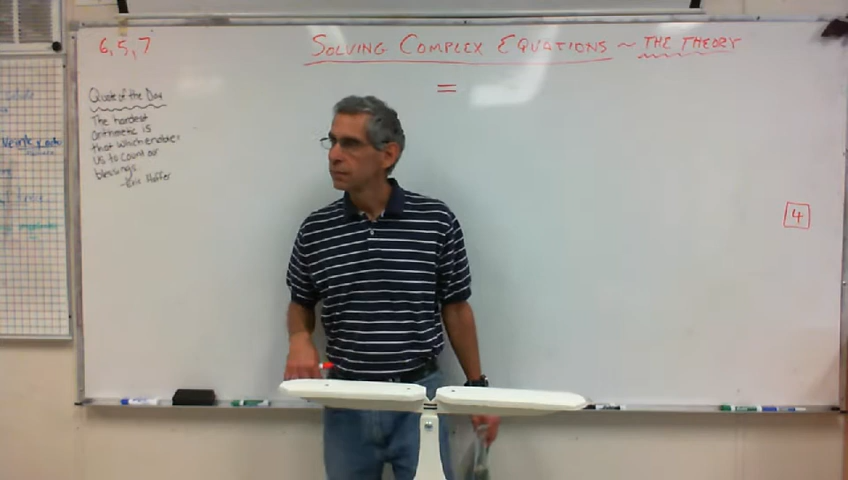 6, 5, 7
SOLVING COMPLEX EQUATIONS ~ THE THEORY
=
Quote of the Day
The hardest
arithmetic is
that which enables
us to count our
blessings
-Eric Hoffer
4